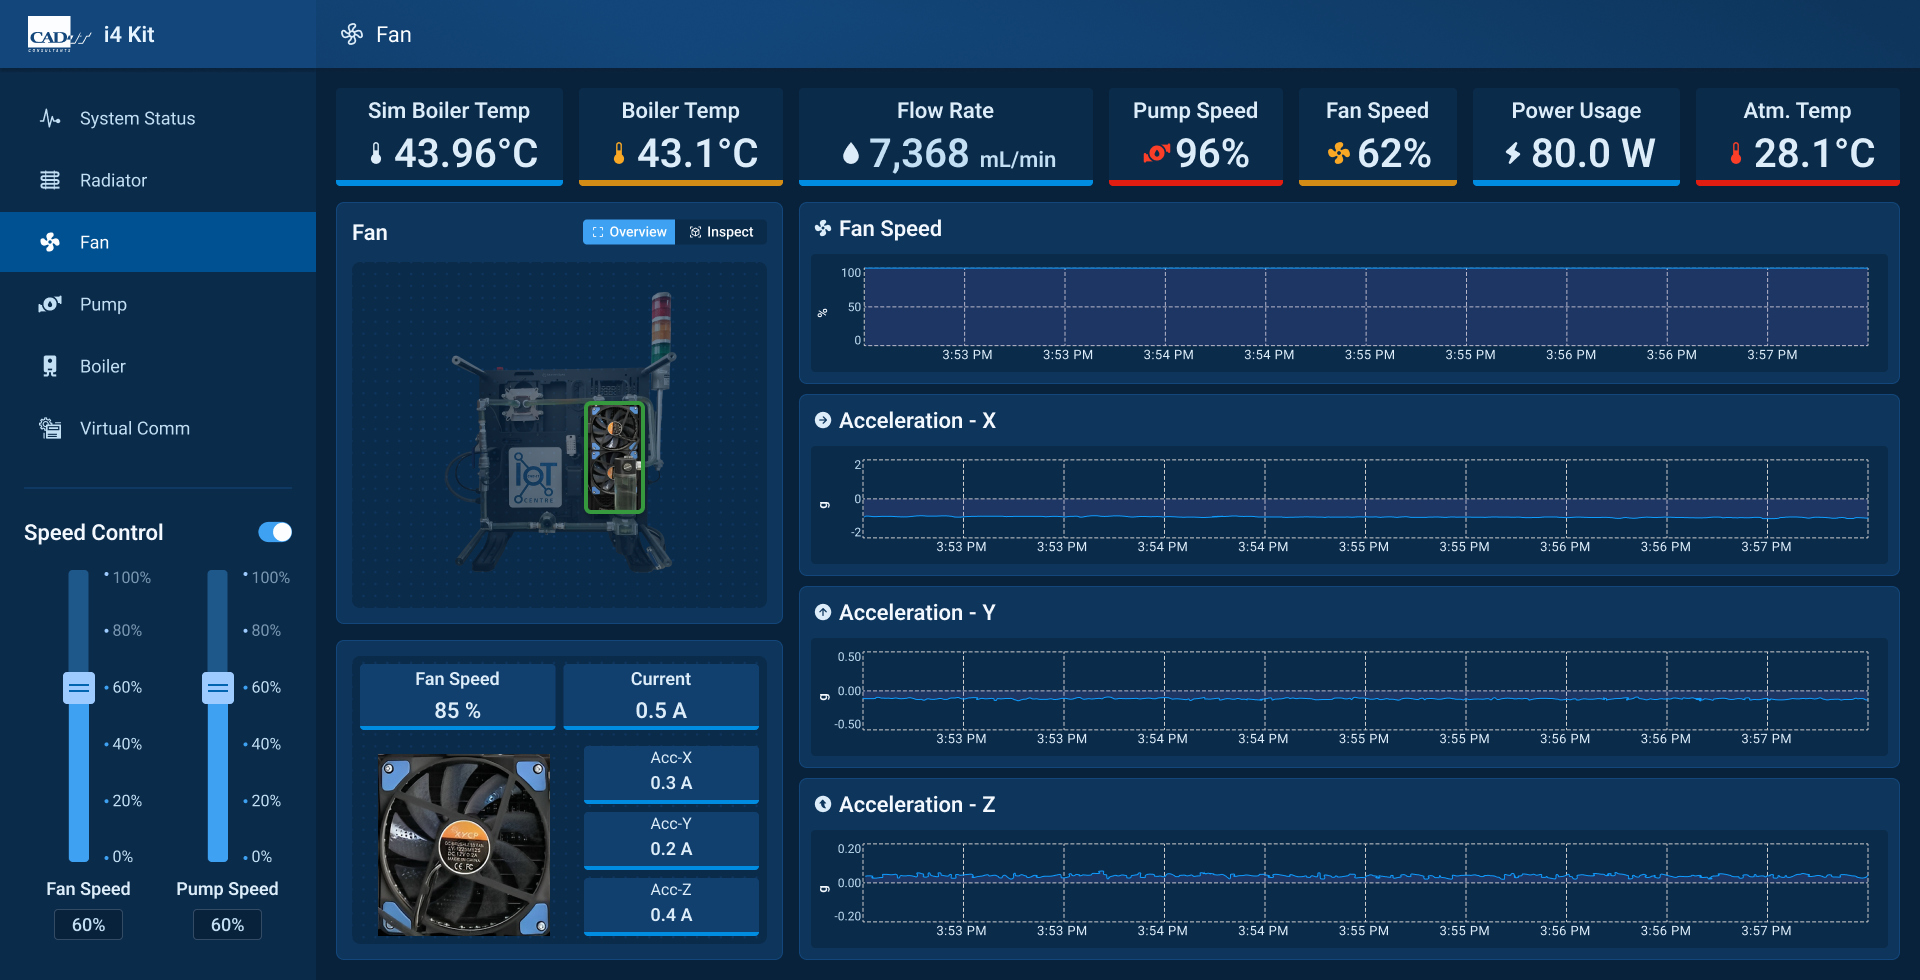 CAD
CONSULTANTS
i4 Kit
Fan
System Status
Radiator
Fan
Pump
Boiler
Virtual Comm
Speed Control
100%
80%
60%
40%
20%
0%
Fan Speed
60%
100%
80%
60%
40%
20%
0%
Pump Speed
60%
Sim Boiler Temp
43.96°C
Boiler Temp
43.1°C
Flow Rate
7,368 mL/min
Pump Speed
96%
Fan Speed
62%
Power Usage
80.0 W
Atm. Temp
28.1°C
Fan
Overview
Inspect
IoT
CENTRE
Fan Speed
85 %
Current
0.5 A
Acc-X
0.3 A
Acc-Y
0.2 A
Acc-Z
0.4 A
XYCP
Fan Speed
%
100
50
0
3:53 PM 3:53 PM 3:54 PM 3:54 PM 3:55 PM 3:55 PM 3:56 PM 3:56 PM 3:57 PM
Acceleration - X
g
2
0
-2
3:53 PM 3:53 PM 3:54 PM 3:54 PM 3:55 PM 3:55 PM 3:56 PM 3:56 PM 3:57 PM
Acceleration - Y
g
0.50
0.00
-0.50
3:53 PM 3:53 PM 3:54 PM 3:54 PM 3:55 PM 3:55 PM 3:56 PM 3:56 PM 3:57 PM
Acceleration - Z
g
0.20
0.00
-0.20
3:53 PM 3:53 PM 3:54 PM 3:54 PM 3:55 PM 3:55 PM 3:56 PM 3:56 PM 3:57 PM